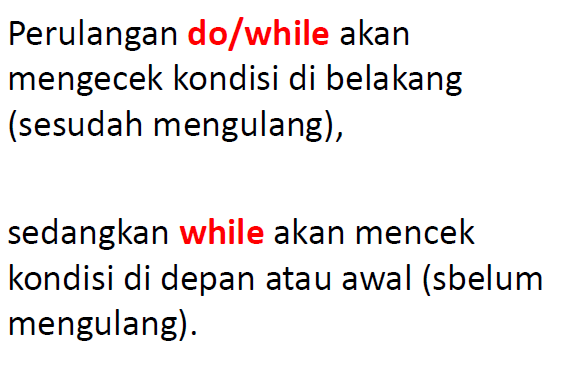 Perulangan do/while akan
mengecek kondisi di belakang
(sesudah mengulang),
sedangkan while akan mencek
kondisi di depan atau awal (sbelum
mengulang).